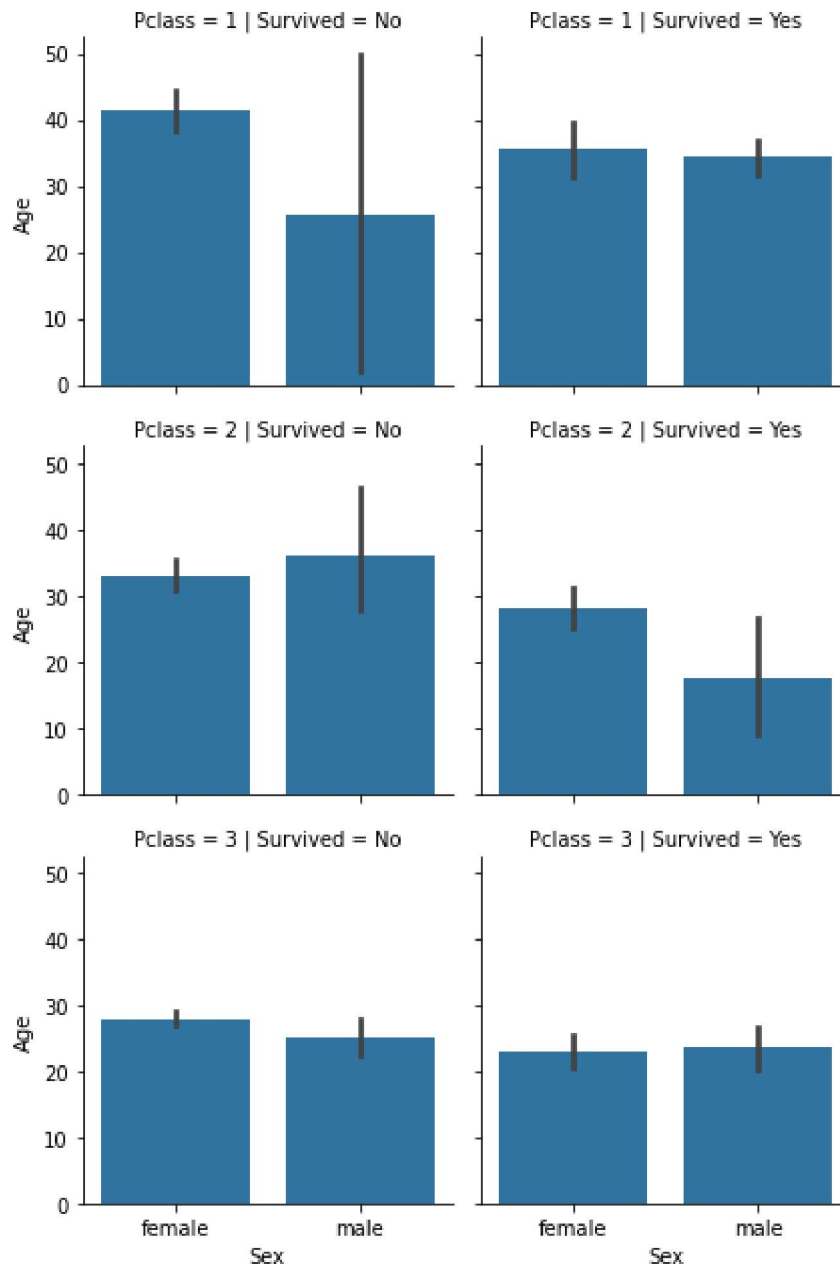 Pclass = 1 | Survived = No
Pclass = 1 | Survived = Yes
50
40
30
20
10
0
Age
Pclass = 2 | Survived = No
Pclass = 2 | Survived = Yes
50
40
30
20
10
0
Age
Pclass = 3 | Survived = No
Pclass = 3 | Survived = Yes
50
40
30
20
10
0
Age
female
male
female
male
Sex
Sex